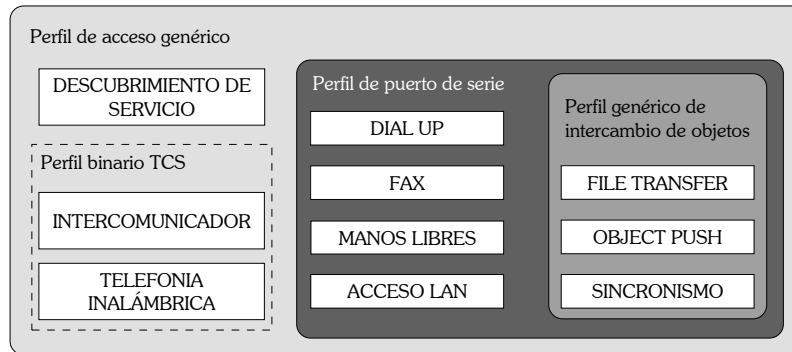 Perfil de acceso genérico
DESCUBRIMIENTO DE
SERVICIO
Perfil binario TCS
INTERCOMUNICADOR
TELEFONIA
INALÁMBRICA
Perfil de puerto de serie
DIAL UP
FAX
MANOS LIBRES
ACCESO LAN
Perfil genérico de
intercambio de objetos
FILE TRANSFER
OBJECT PUSH
SINCRONISMO